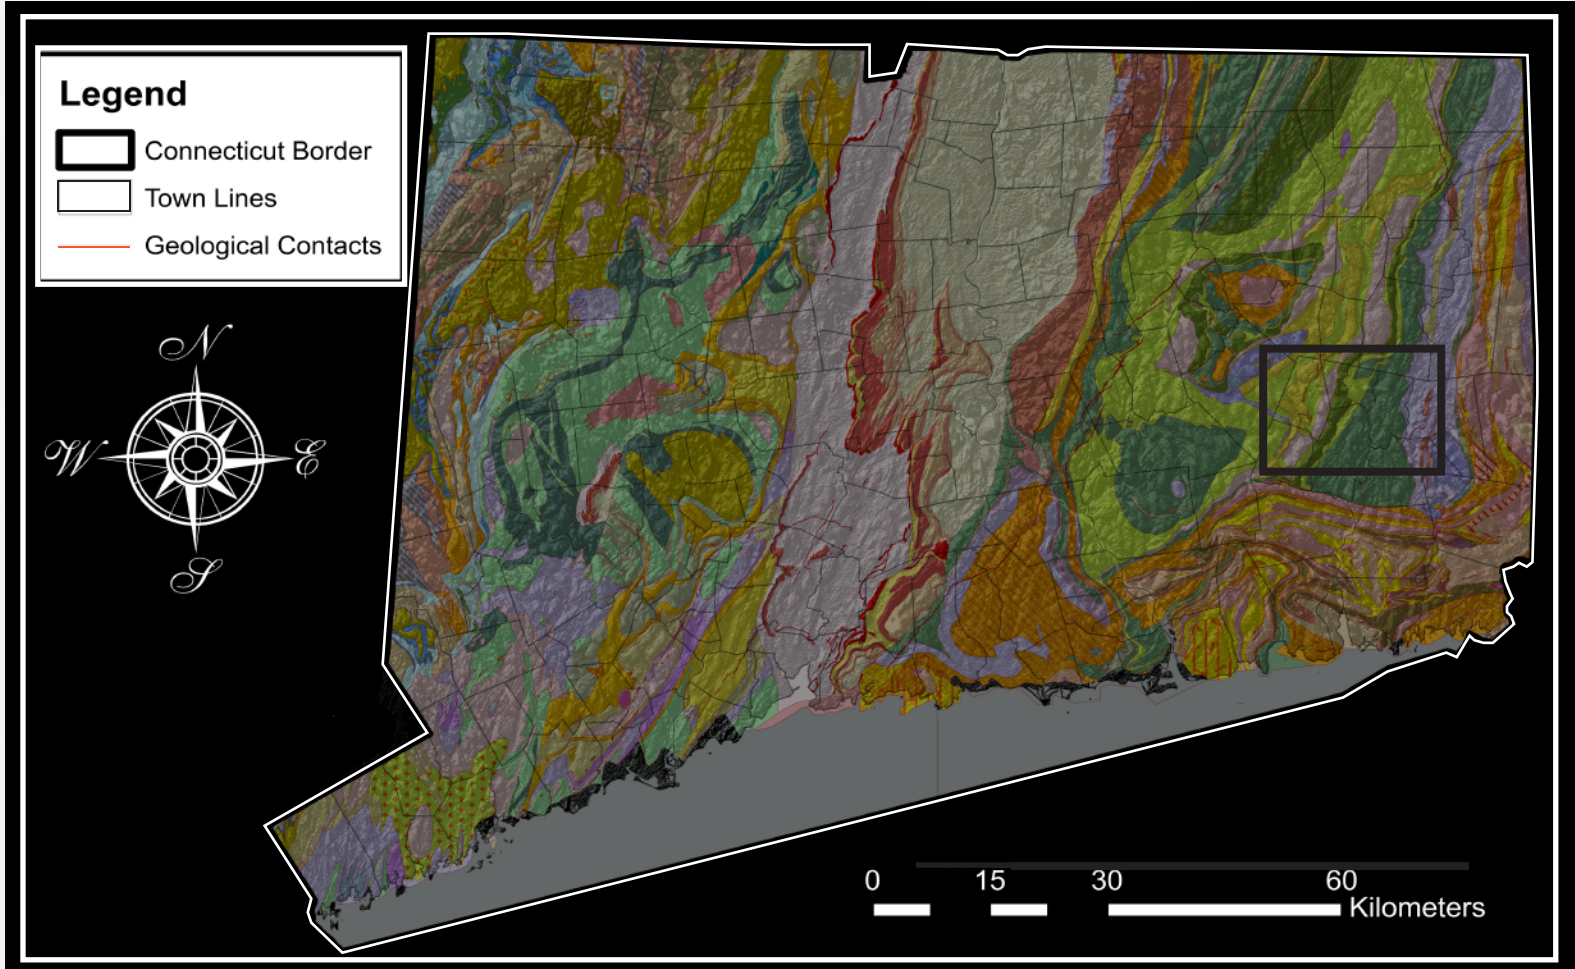 Legend
Connecticut Border
Town Lines
Geological Contacts
N
W E
S
0 15 30 60
Kilometers